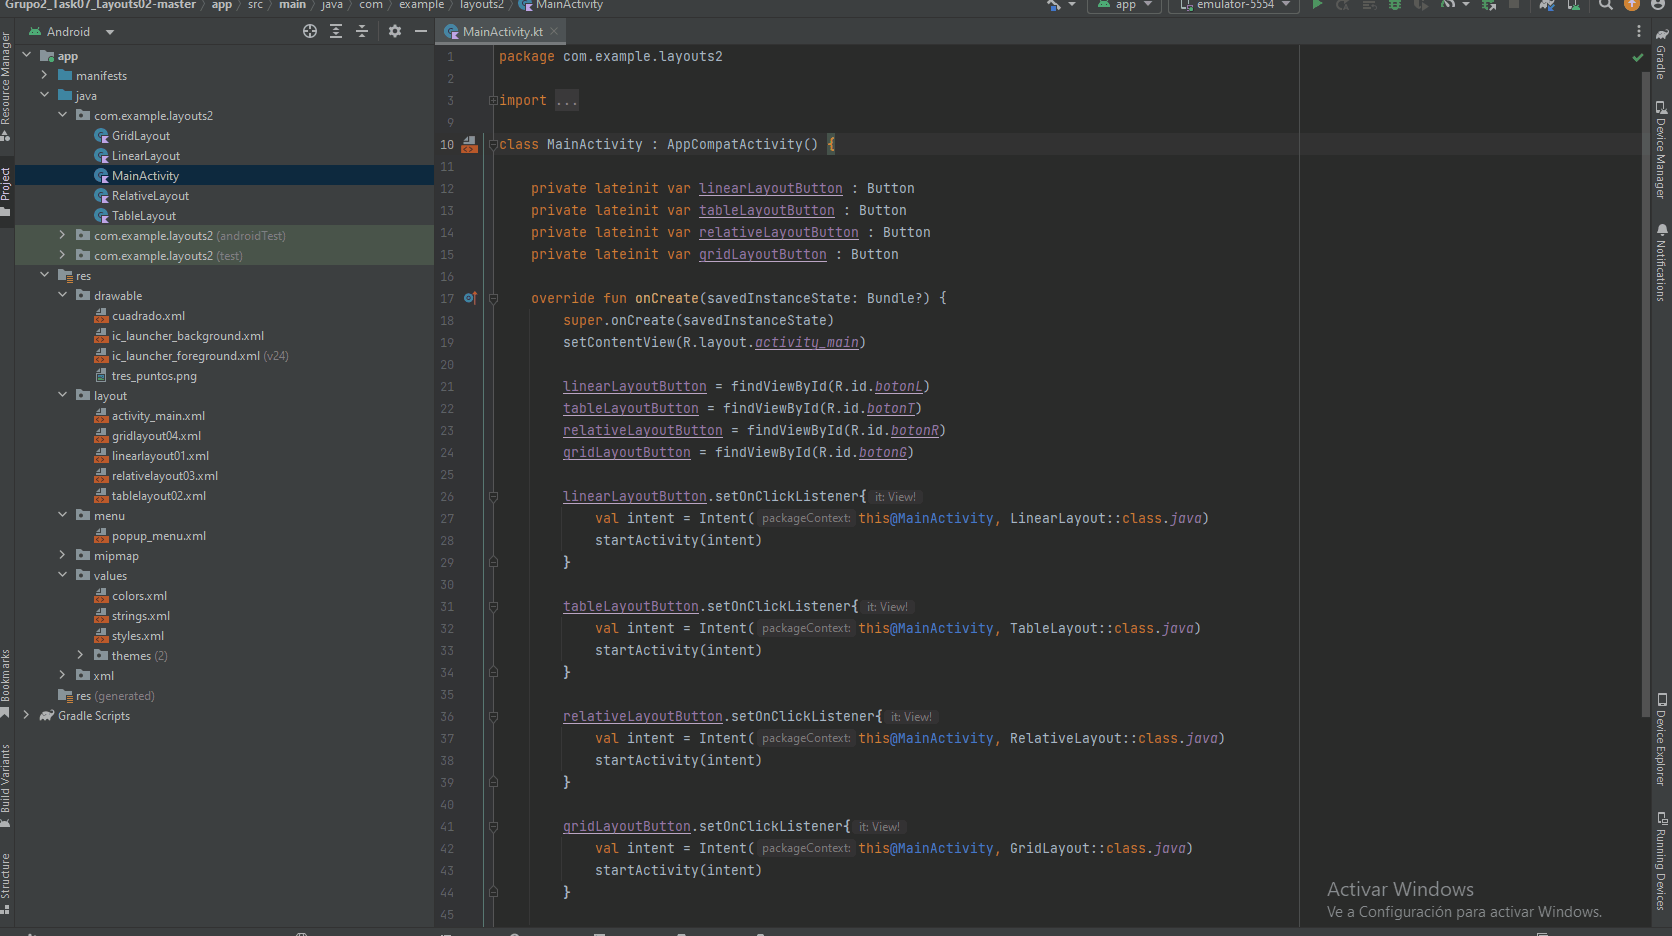 Grupo2_Task07_Layouts02-master > app > src > main > java > com > example > layouts2 > MainActivity
app
emulator-5554
Android
MainActivity.kt
Resource Manager
Project
Bookmarks
Build Variants
Structure
app
manifests
java
com.example.layouts2
GridLayout
LinearLayout
MainActivity
RelativeLayout
TableLayout
com.example.layouts2 (androidTest)
com.example.layouts2 (test)
res
drawable
cuadrado.xml
ic_launcher_background.xml
ic_launcher_foreground.xml (v24)
tres_puntos.png
layout
activity_main.xml
gridlayout04.xml
linearlayout01.xml
relativelayout03.xml
tablelayout02.xml
menu
popup_menu.xml
mipmap
values
colors.xml
strings.xml
styles.xml
themes (2)
xml
res (generated)
Gradle Scripts
1 package com.example.layouts2
2
3 import ...
9
10 class MainActivity : AppCompatActivity() {
11
12 private lateinit var linearLayoutButton : Button
13 private lateinit var tableLayoutButton : Button
14 private lateinit var relativeLayoutButton : Button
15 private lateinit var gridLayoutButton : Button
16
17 override fun onCreate(savedInstanceState: Bundle?) {
18 super.onCreate(savedInstanceState)
19 setContentView(R.layout.activity_main)
20
21 linearLayoutButton = findViewById(R.id.botonL)
22 tableLayoutButton = findViewById(R.id.botonT)
23 relativeLayoutButton = findViewById(R.id.botonR)
24 gridLayoutButton = findViewById(R.id.botonG)
25
26 linearLayoutButton.setOnClickListener{ it: View!
27 val intent = Intent( packageContext: this@MainActivity, LinearLayout::class.java)
28 startActivity(intent)
29 }
30
31 tableLayoutButton.setOnClickListener{ it: View!
32 val intent = Intent( packageContext: this@MainActivity, TableLayout::class.java)
33 startActivity(intent)
34 }
35
36 relativeLayoutButton.setOnClickListener{ it: View!
37 val intent = Intent( packageContext: this@MainActivity, RelativeLayout::class.java)
38 startActivity(intent)
39 }
40
41 gridLayoutButton.setOnClickListener{ it: View!
42 val intent = Intent( packageContext: this@MainActivity, GridLayout::class.java)
43 startActivity(intent)
44 }
45
Gradle
Device Manager
Notifications
Device Explorer
Running Devices
Activar Windows
Ve a Configuración para activar Windows.